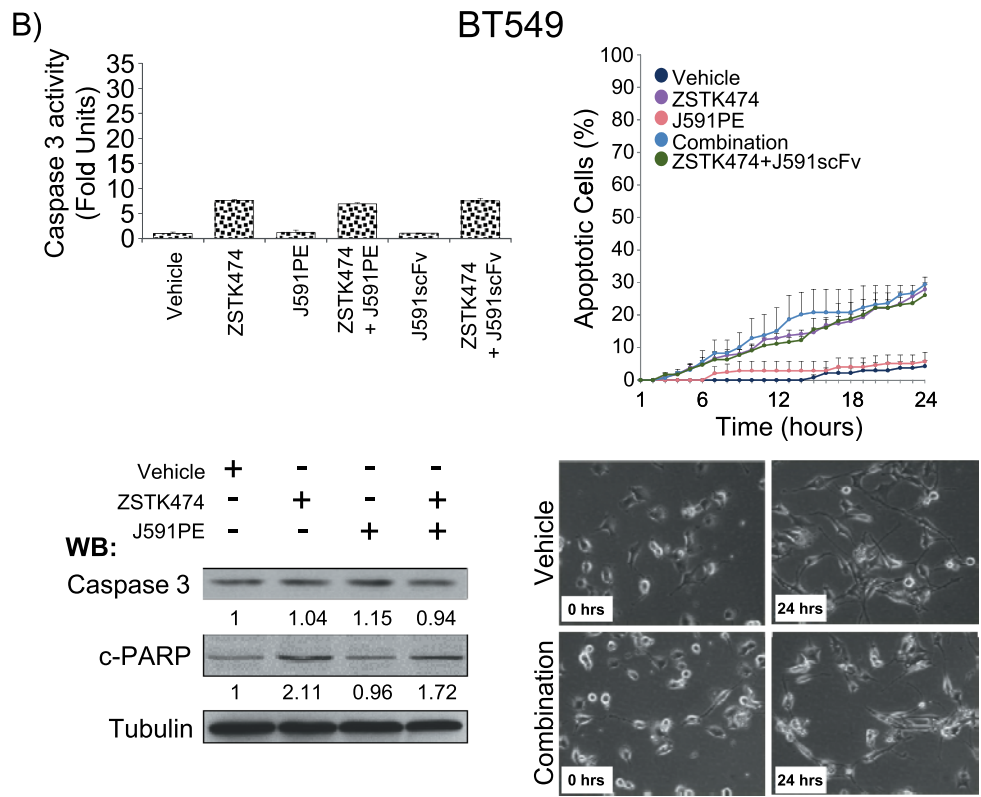 B)
BT549
Caspase 3 activity
(Fold Units)
35
30
25
20
15
10
5
0
Vehicle
ZSTK474
J591PE
ZSTK474
+ J591PE
J591scFv
ZSTK474
+ J591scFv
Apoptotic Cells (%)
100
90
80
70
60
50
40
30
20
10
0
Vehicle
ZSTK474
J591PE
Combination
ZSTK474+J591scFv
1 6 12 18 24
Time (hours)
Vehicle + - - -
ZSTK474 - + - +
J591PE - - + +
WB:
Caspase 3
1 1.04 1.15 0.94
c-PARP
1 2.11 0.96 1.72
Tubulin
Vehicle
0 hrs
24 hrs
Combination
0 hrs
24 hrs